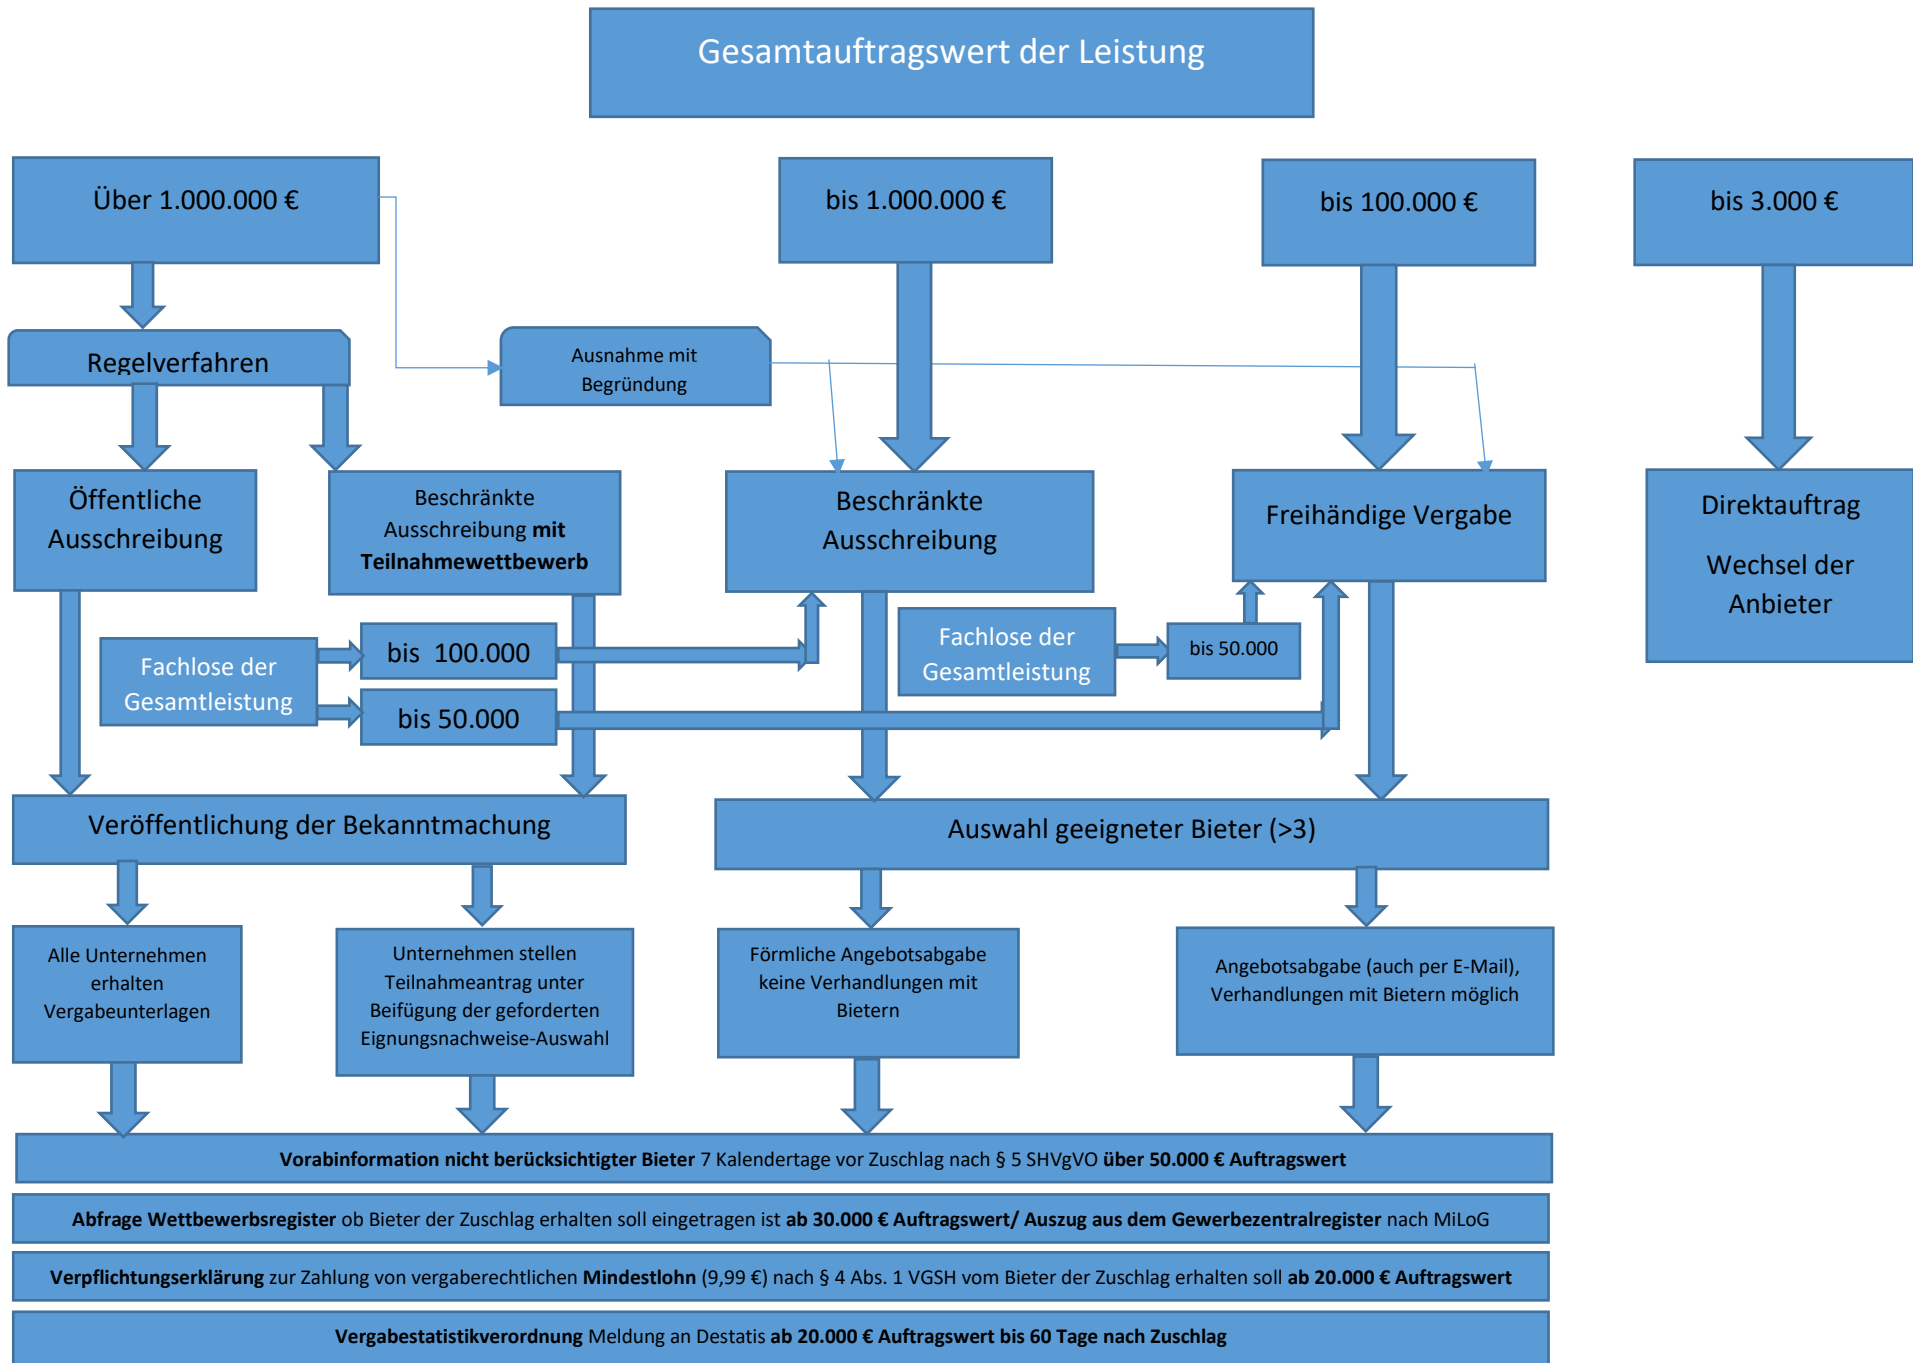 Gesamtauftragswert der Leistung
Über 1.000.000 €
bis 1.000.000 €
bis 100.000 €
bis 3.000 €
Regelverfahren
Ausnahme mit
Begründung
Öffentliche
Ausschreibung
Beschränkte
Ausschreibung mit
Teilnahmewettbewerb
Beschränkte
Ausschreibung
Freihändige Vergabe
Direktauftrag
Wechsel der
Anbieter
Fachlose der
Gesamtleistung
bis  100.000
bis 50.000
Fachlose der
Gesamtleistung
bis 50.000
Veröffentlichung der Bekanntmachung
Auswahl geeigneter Bieter (>3)
Alle Unternehmen
erhalten
Vergabeunterlagen
Unternehmen stellen
Teilnahmeantrag unter
Beifügung der geforderten
Eignungsnachweise-Auswahl
Förmliche Angebotsabgabe
keine Verhandlungen mit
Bietern
Angebotsabgabe (auch per E-Mail),
Verhandlungen mit Bietern möglich
Vorabinformation nicht berücksichtigter Bieter 7 Kalendertage vor Zuschlag nach § 5 SHVgVO über 50.000 € Auftragswert
Abfrage Wettbewerbsregister ob Bieter der Zuschlag erhalten soll eingetragen ist ab 30.000 € Auftragswert/ Auszug aus dem Gewerbezentralregister nach MiLoG
Verpflichtungserklärung zur Zahlung von vergaberechtlichen Mindestlohn (9,99 €) nach § 4 Abs. 1 VGSH vom Bieter der Zuschlag erhalten soll ab 20.000 € Auftragswert
Vergabestatistikverordnung Meldung an Destatis ab 20.000 € Auftragswert bis 60 Tage nach Zuschlag